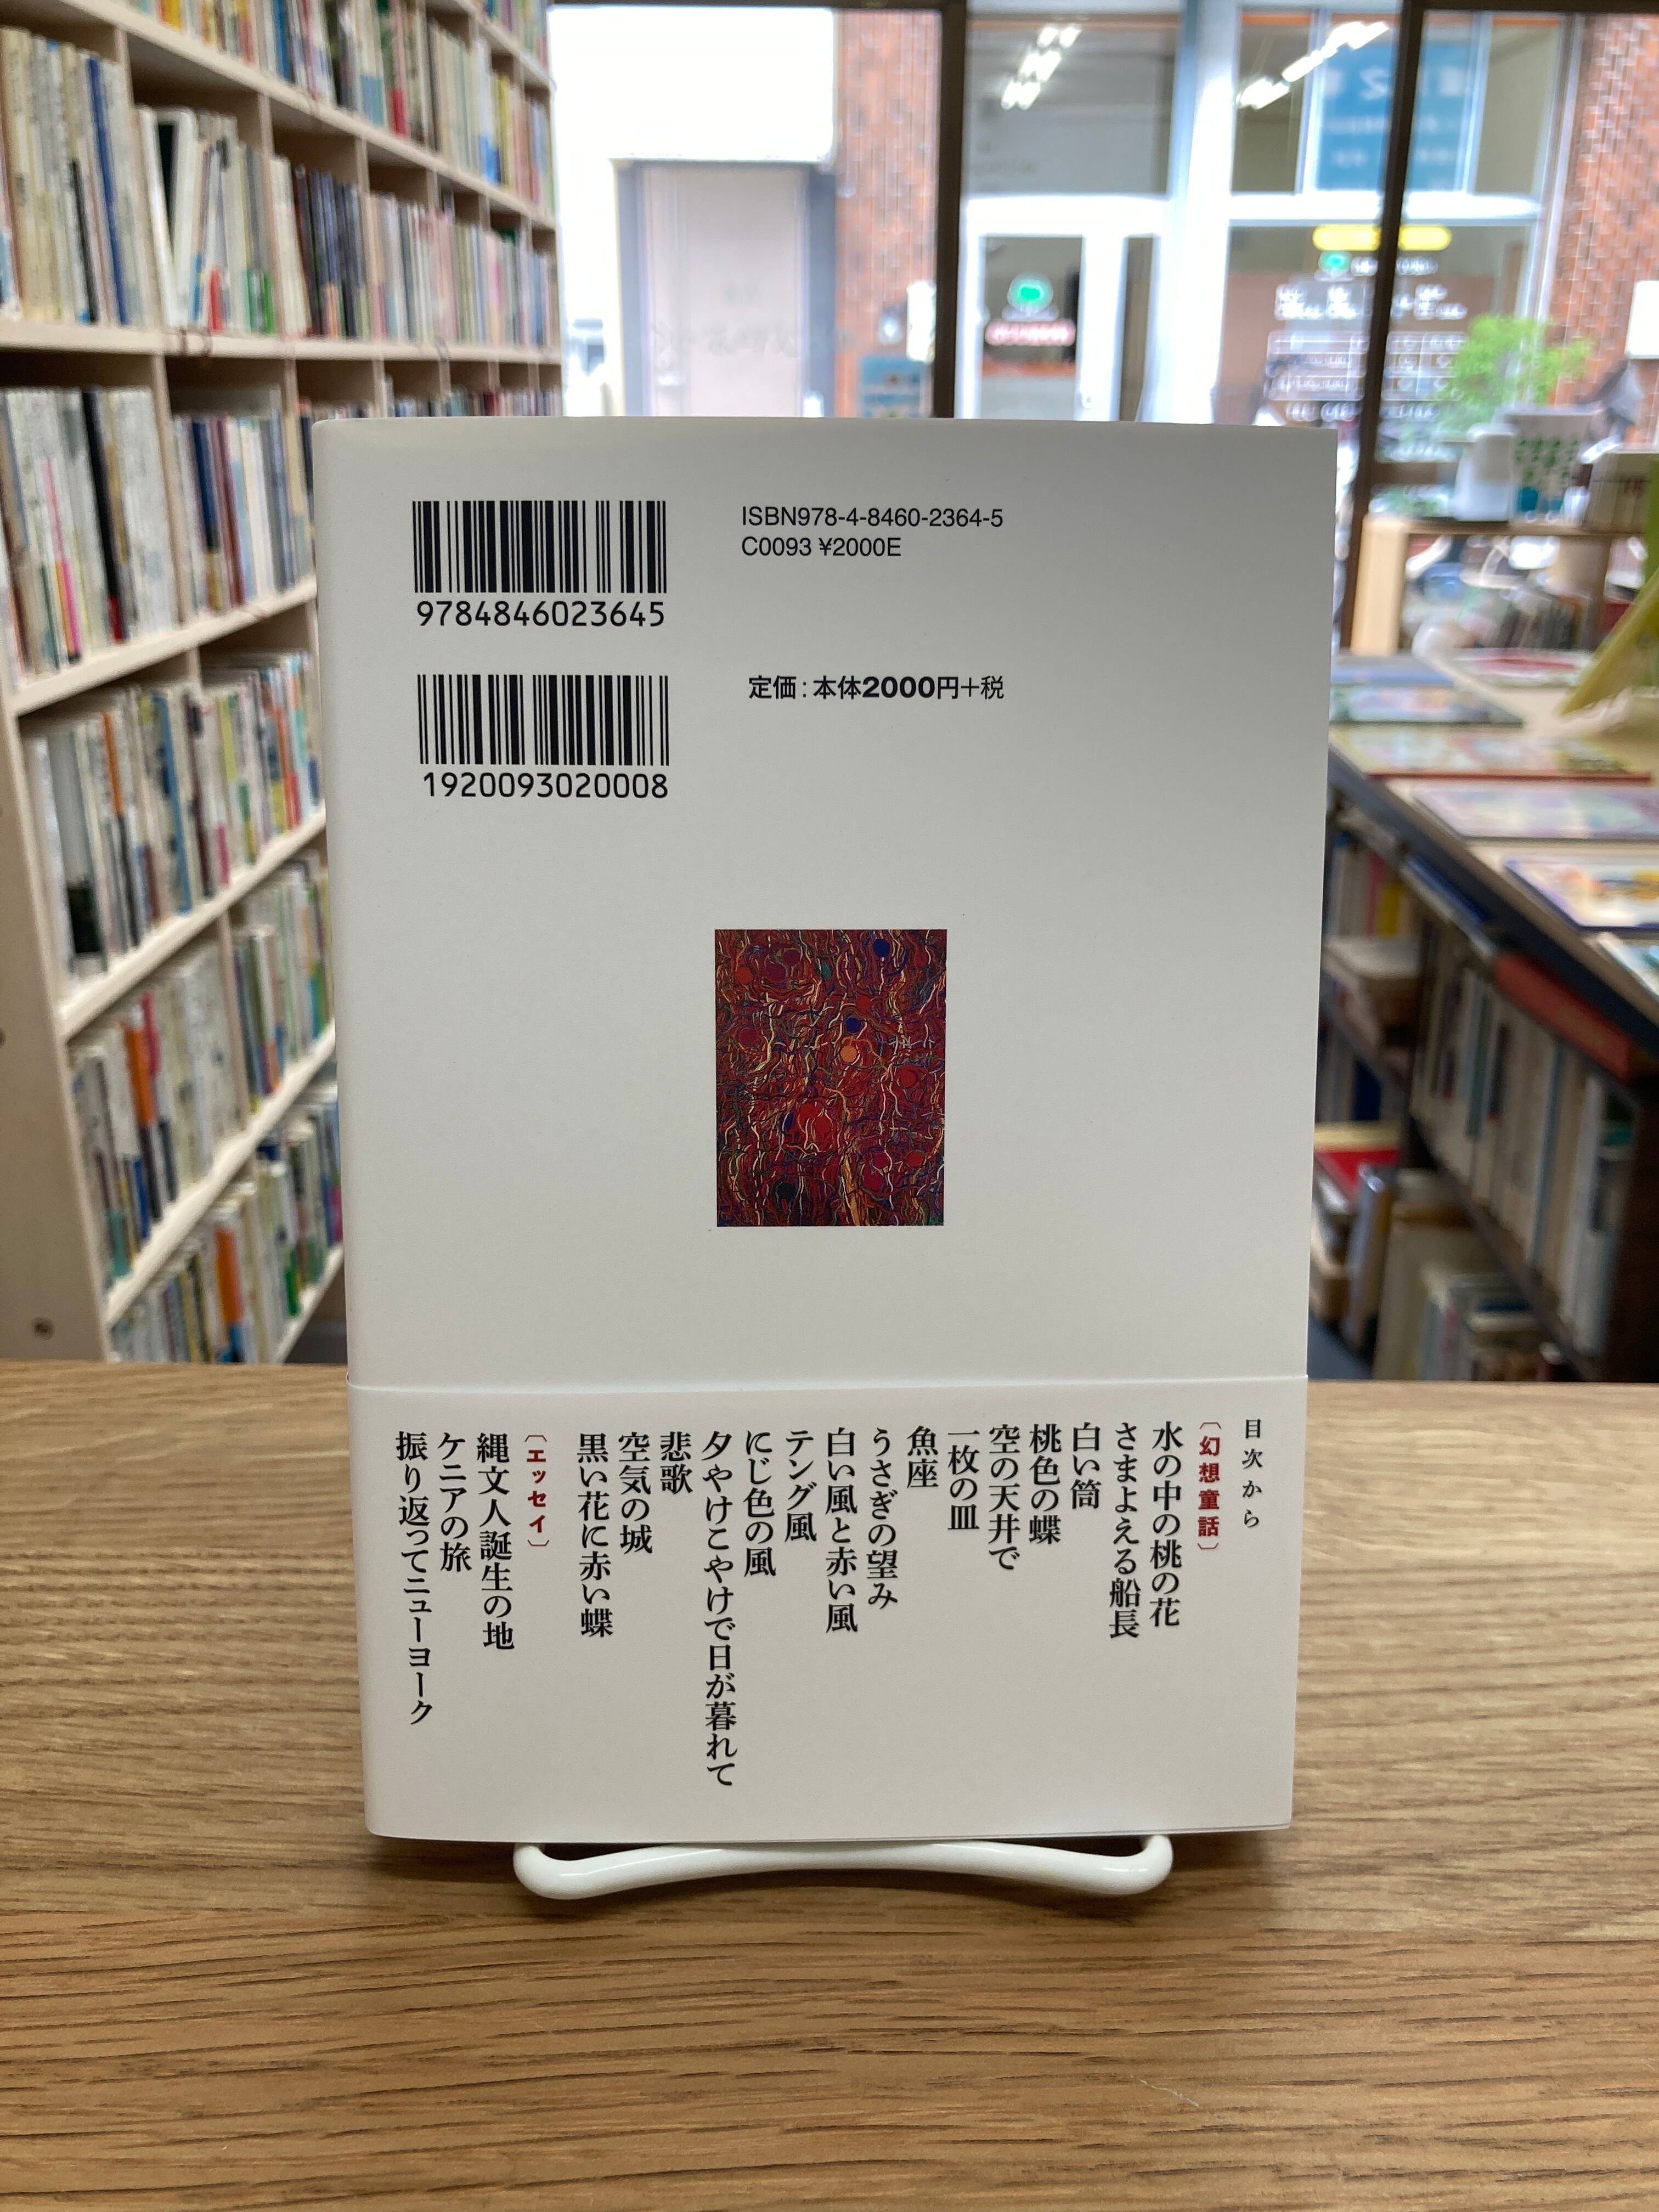 ISBN978-4-8460-2364-5
C0093 ¥2000E
9784846023645
定価:本体2000円+税
1920093020008
目次から
〔幻想童話〕
水の中の桃の花
さまよえる船長
白い筒
桃色の蝶
空の天井で
一枚の皿
魚座
うさぎの望み
白い風と赤い風
テング風
にじ色の風
夕やけこやけで日が暮れて
悲歌
空気の城
黒い花に赤い蝶
〔エッセイ〕
縄文人誕生の地
ケニアの旅
振り返ってニューヨーク